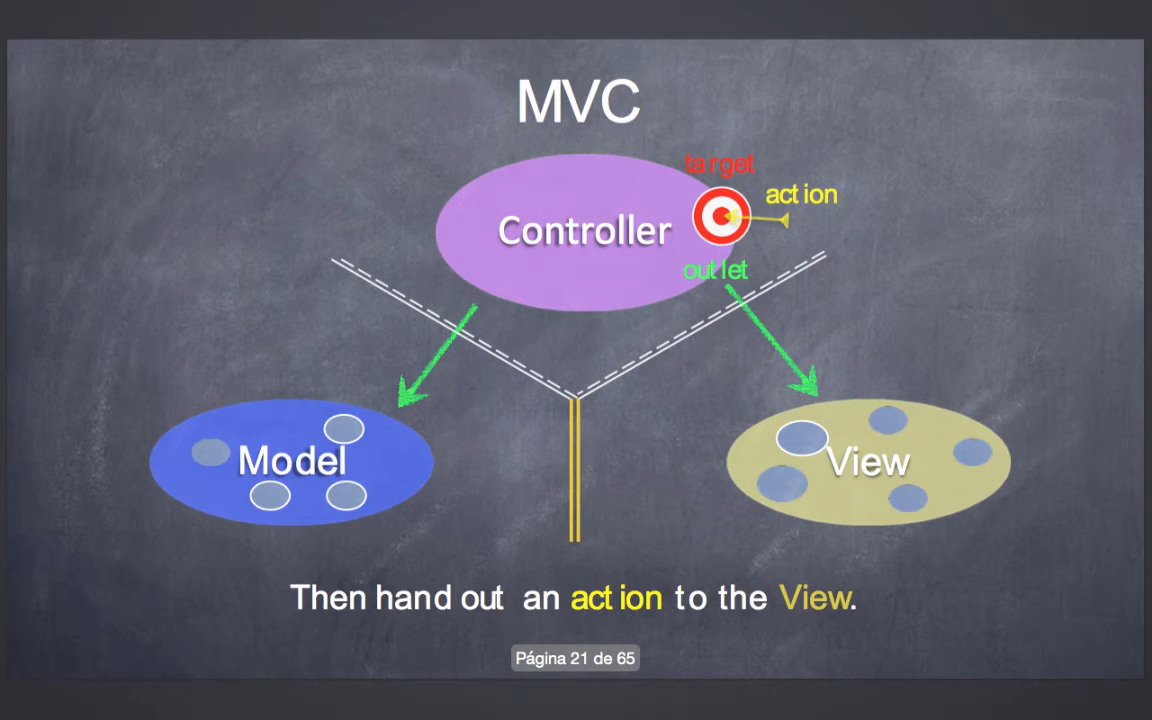 MVC
target
action
Controller
outlet
Model
View
Then hand out an action to the View.
Página 21 de 65